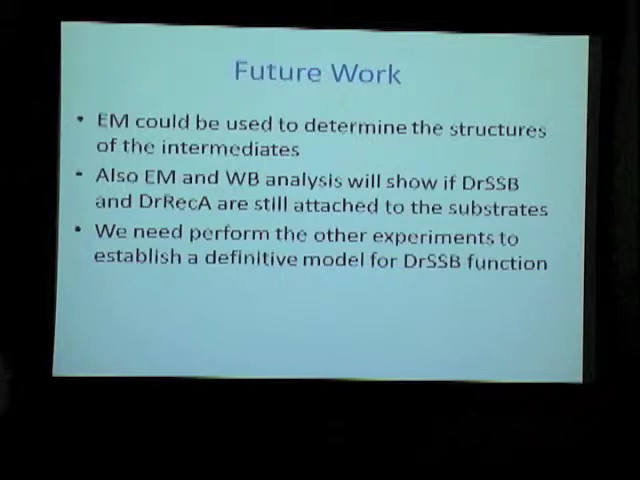 Future Work
• EM could be used to determine the structures
of the intermediates
• Also EM and WB analysis will show if DrSSB
and DrRecA are still attached to the substrates
• We need perform the other experiments to
establish a definitive model for DrSSB function